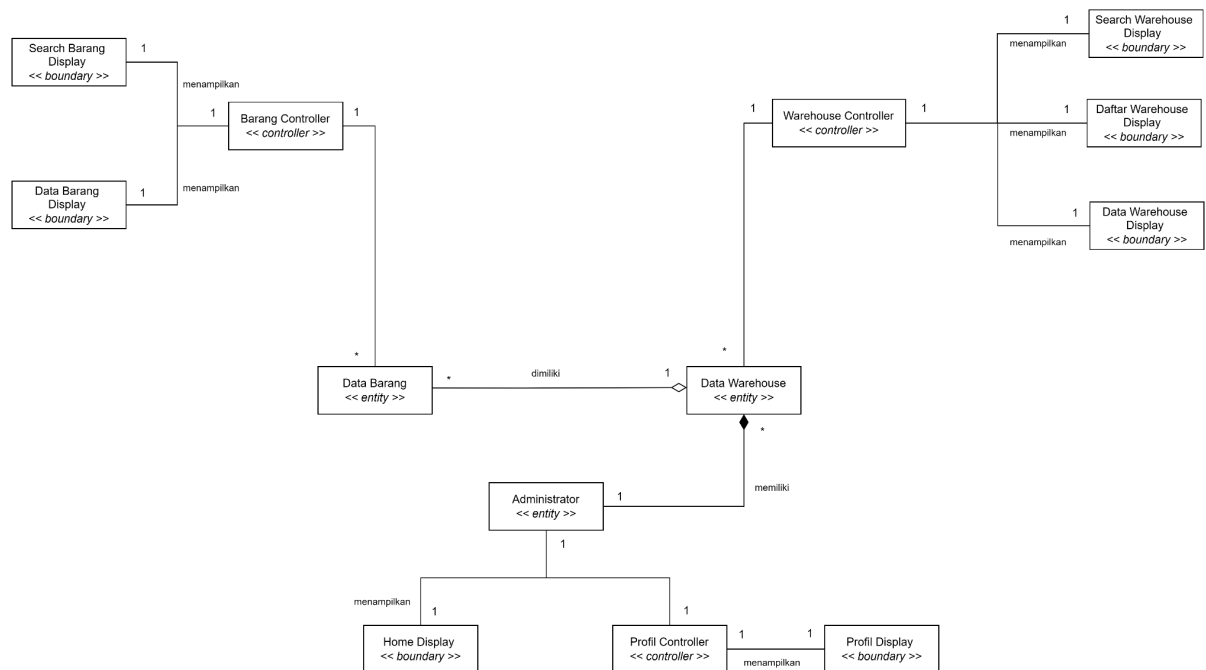 Search Barang
Display
<< boundary >>
1
menampilkan
1
Barang Controller
<< controller >>
1
Data Barang
Display
<< boundary >>
1
menampilkan
1
Warehouse Controller
<< controller >>
1
1
menampilkan
Search Warehouse
Display
<< boundary >>
1
menampilkan
Daftar Warehouse
Display
<< boundary >>
1
menampilkan
Data Warehouse
Display
<< boundary >>
*
Data Barang
<< entity >>
*
dimiliki
1
*
Data Warehouse
<< entity >>
*
memiliki
Administrator
<< entity >>
1
1
menampilkan
1
1
Home Display
<< boundary >>
Profil Controller
<< controller >>
1
1
menampilkan
Profil Display
<< boundary >>